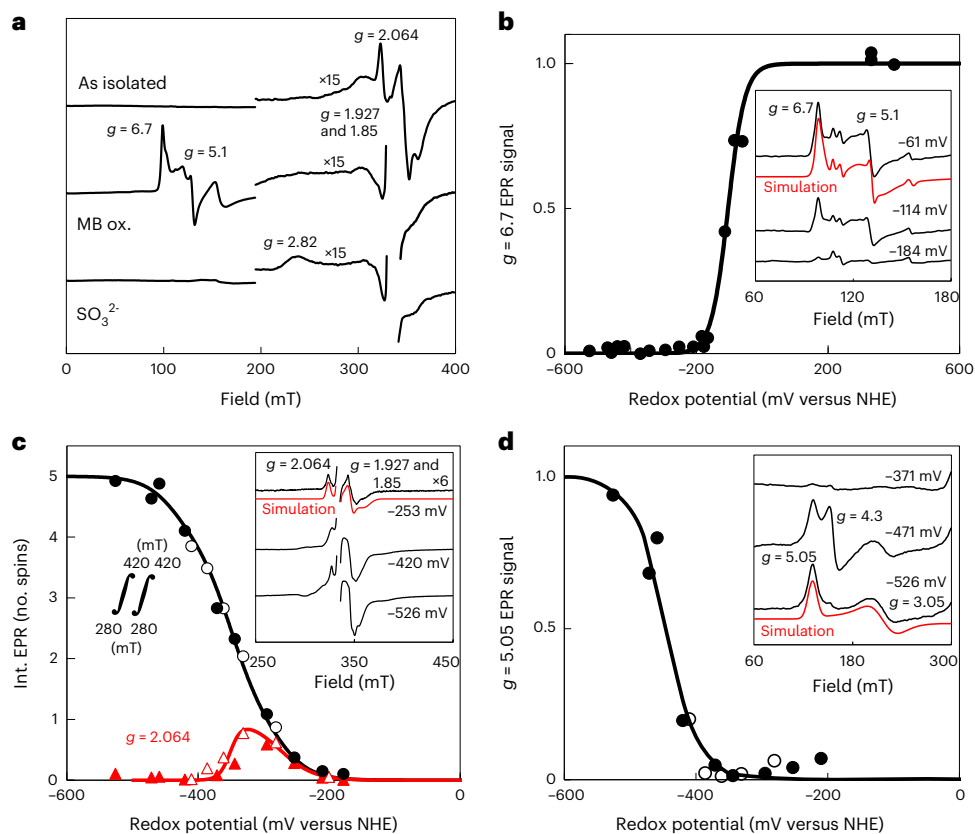 a
As isolated
g = 2.064
×15
g = 6.7
g = 5.1
g = 1.927
and 1.85
×15
MB ox.
g = 2.82
×15
SO₃²⁻
0 100 200 300 400
Field (mT)
b
g = 6.7 EPR signal
1.0
0.5
0
−600 −200 200 600
Redox potential (mV versus NHE)
g = 6.7
g = 5.1
−61 mV
Simulation
−114 mV
−184 mV
60 120 180
Field (mT)
c
Int. EPR (no. spins)
5
4
3
2
1
0
−600 −400 −200 0
Redox potential (mV versus NHE)
(mT)
420 420
280 280
(mT)
g = 2.064
g = 2.064
g = 1.927 and
1.85
×6
Simulation
−253 mV
−420 mV
−526 mV
250 350 450
Field (mT)
d
g = 5.05 EPR signal
1.0
0.5
0
−600 −400 −200 0
Redox potential (mV versus NHE)
−371 mV
g = 4.3
−471 mV
g = 5.05
−526 mV
g = 3.05
Simulation
60 180 300
Field (mT)